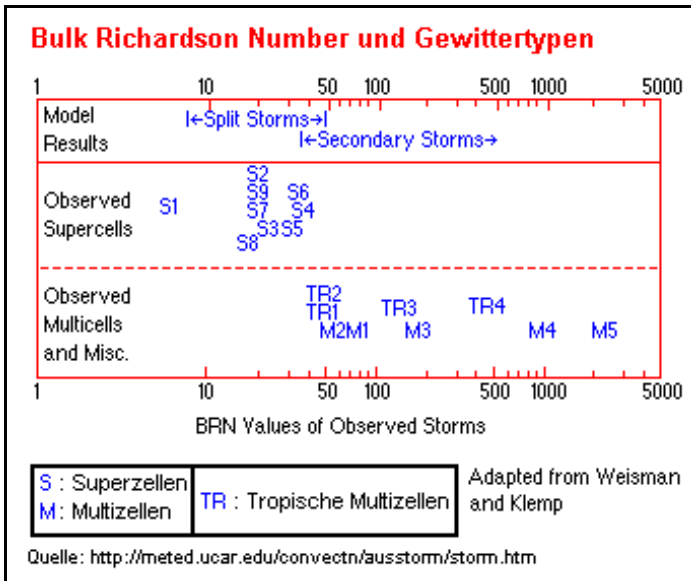 Bulk Richardson Number und Gewittertypen
1 10 50 100 500 1000 5000
Model Results
|←Split Storms→|
|←Secondary Storms→
Observed Supercells
S2
S9 S6
S1 S7 S4
S3 S5
S8
Observed Multicells and Misc.
TR2
TR1 TR3 TR4
M2 M1 M3 M4 M5
1 10 50 100 500 1000 5000
BRN Values of Observed Storms
S : Superzellen
M : Multizellen
TR : Tropische Multizellen
Adapted from Weisman
and Klemp
Quelle: http://meted.ucar.edu/convectn/ausstorm/storm.htm